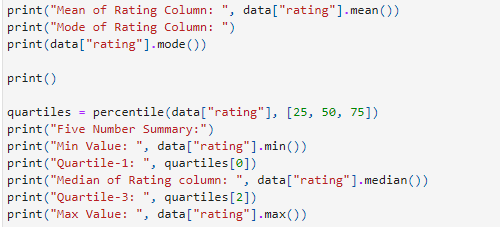 print("Mean of Rating Column: ", data["rating"].mean())
print("Mode of Rating Column: ")
print(data["rating"].mode())
print()
quartiles = percentile(data["rating"], [25, 50, 75])
print("Five Number Summary:")
print("Min Value: ", data["rating"].min())
print("Quartile-1: ", quartiles[0])
print("Median of Rating column: ", data["rating"].median())
print("Quartile-3: ", quartiles[2])
print("Max Value: ", data["rating"].max())